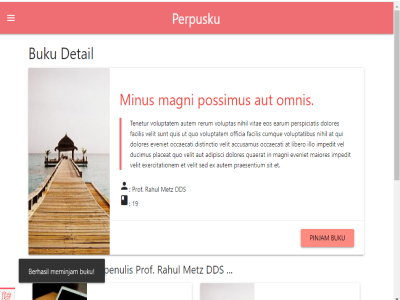 Perpusku
Buku Detail
Minus magni possimus aut omnis.
Tenetur voluptatem autem rerum voluptas nihil vitae eos earum perspiciatis dolores
facilis velit sunt quis ut quo voluptatem officia facilis cumque voluptatibus nihil at qui
dolores eveniet occaecati distinctio velit accusamus occaecati at libero illo impedit vel
ducimus placeat quo velit aut adipisci dolores quaerat in magni eveniet maiores impedit
velit exercitationem et velit sed ex autem praesentium sit et.
: Prof. Rahul Metz DDS
: 19
PINJAM BUKU
Berhasil meminjam buku!
penulis Prof. Rahul Metz DDS ...